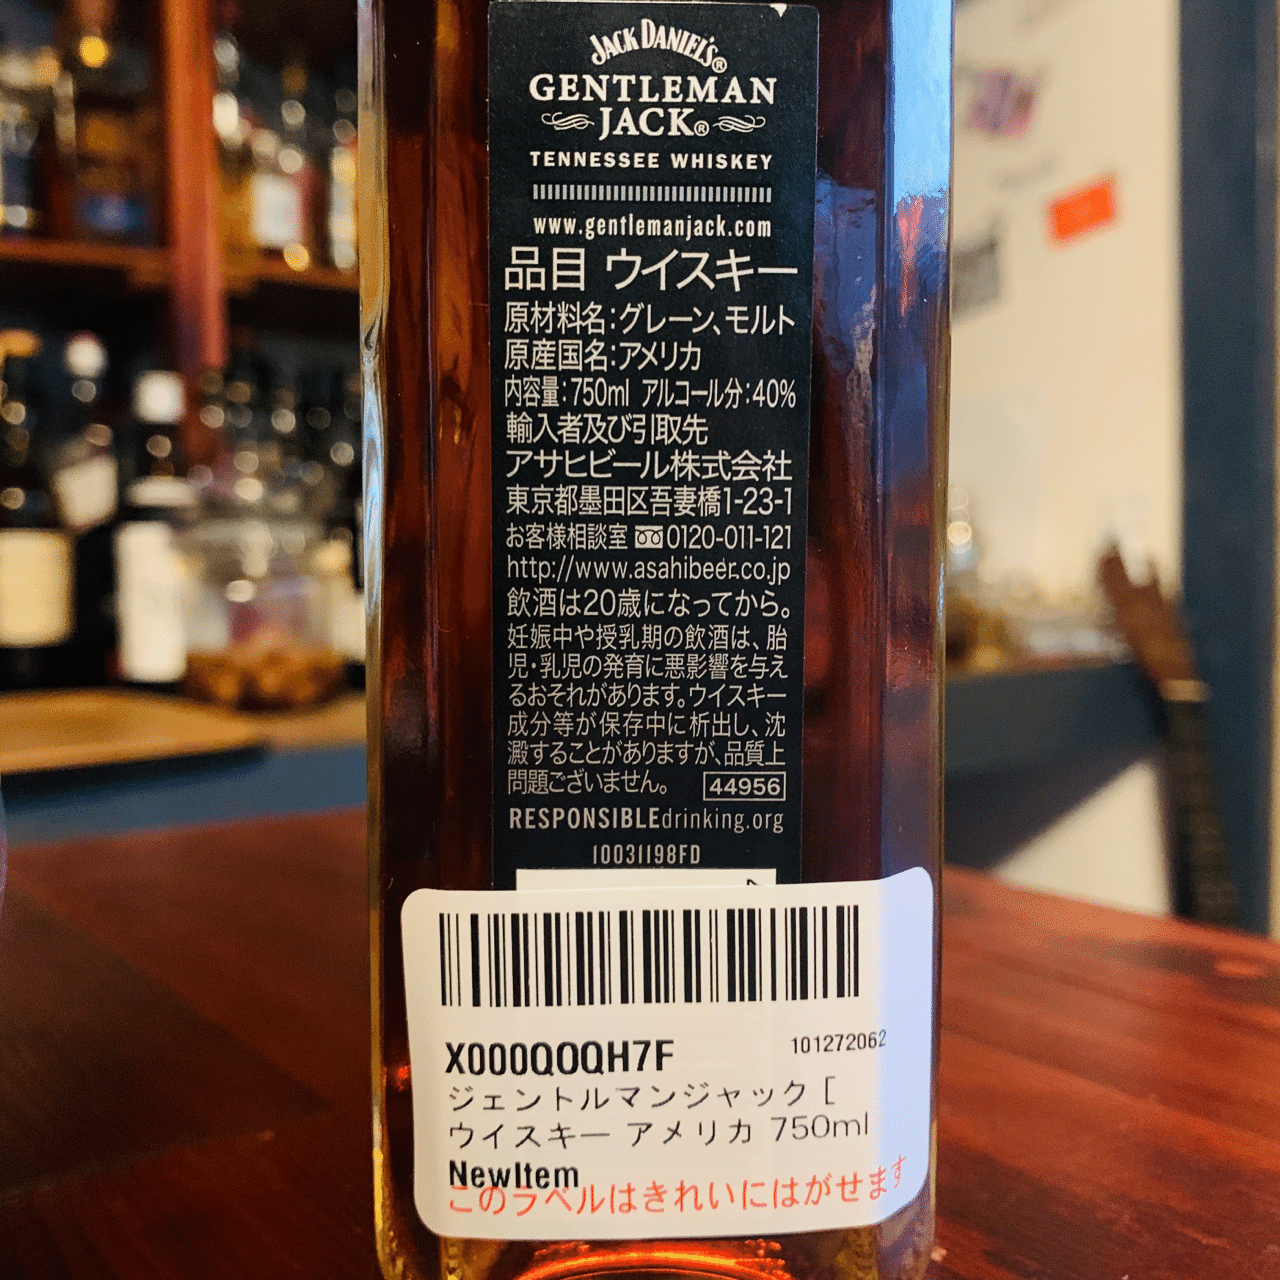 JACK DANIEL'S®
GENTLEMAN
JACK®
TENNESSEE WHISKEY
www.gentlemanjack.com
品目 ウイスキー
原材料名:グレーン、モルト
原産国名:アメリカ
内容量:750ml アルコール分:40%
輸入者及び引取先
アサヒビール株式会社
東京都墨田区吾妻橋1-23-1
お客様相談室 0120-011-121
http://www.asahibeer.co.jp
飲酒は20歳になってから。
妊娠中や授乳期の飲酒は、胎
児・乳児の発育に悪影響を与え
るおそれがあります。ウイスキー
成分等が保存中に析出し、沈
澱することがありますが、品質上
問題ございません。 44956
RESPONSIBLEdrinking.org
10031198FD
X000QOQH7F 101272062
ジェントルマンジャック [
ウイスキー アメリカ 750ml
NewItem
このラベルはきれいにはがせます